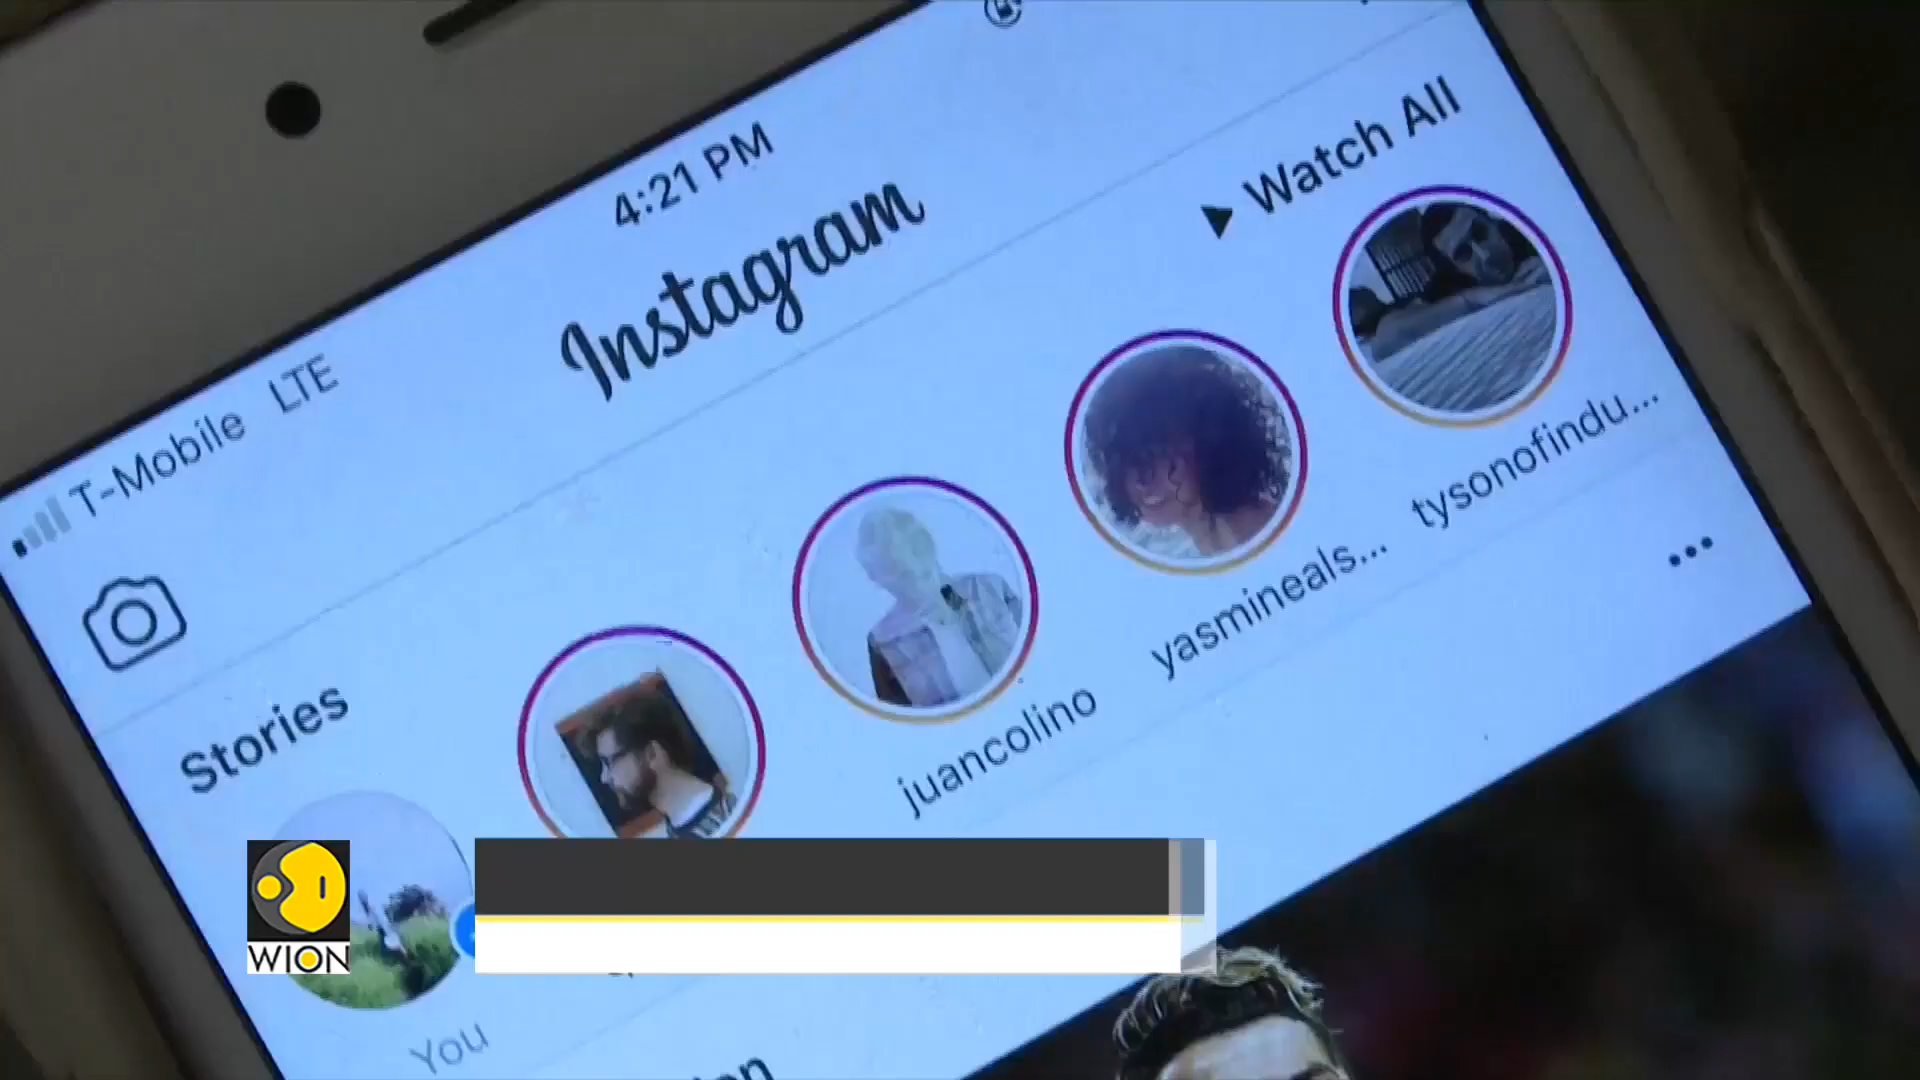 4:21 PM
T-Mobile LTE
Instagram
Watch All
Stories
tysonofindu...
yasmineals...
juancolino
You
WION